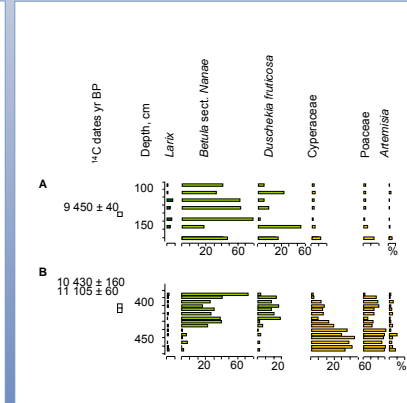 ¹⁴C dates yr BP
Depth, cm
Larix
Betula sect. Nanae
Duschekia fruticosa
Cyperaceae
Poaceae
Artemisia
A
100
9 450 ± 40
150
20 60 20 60 %
B
10 430 ± 160
11 105 ± 60
400
450
20 60 20 20 60 20 %